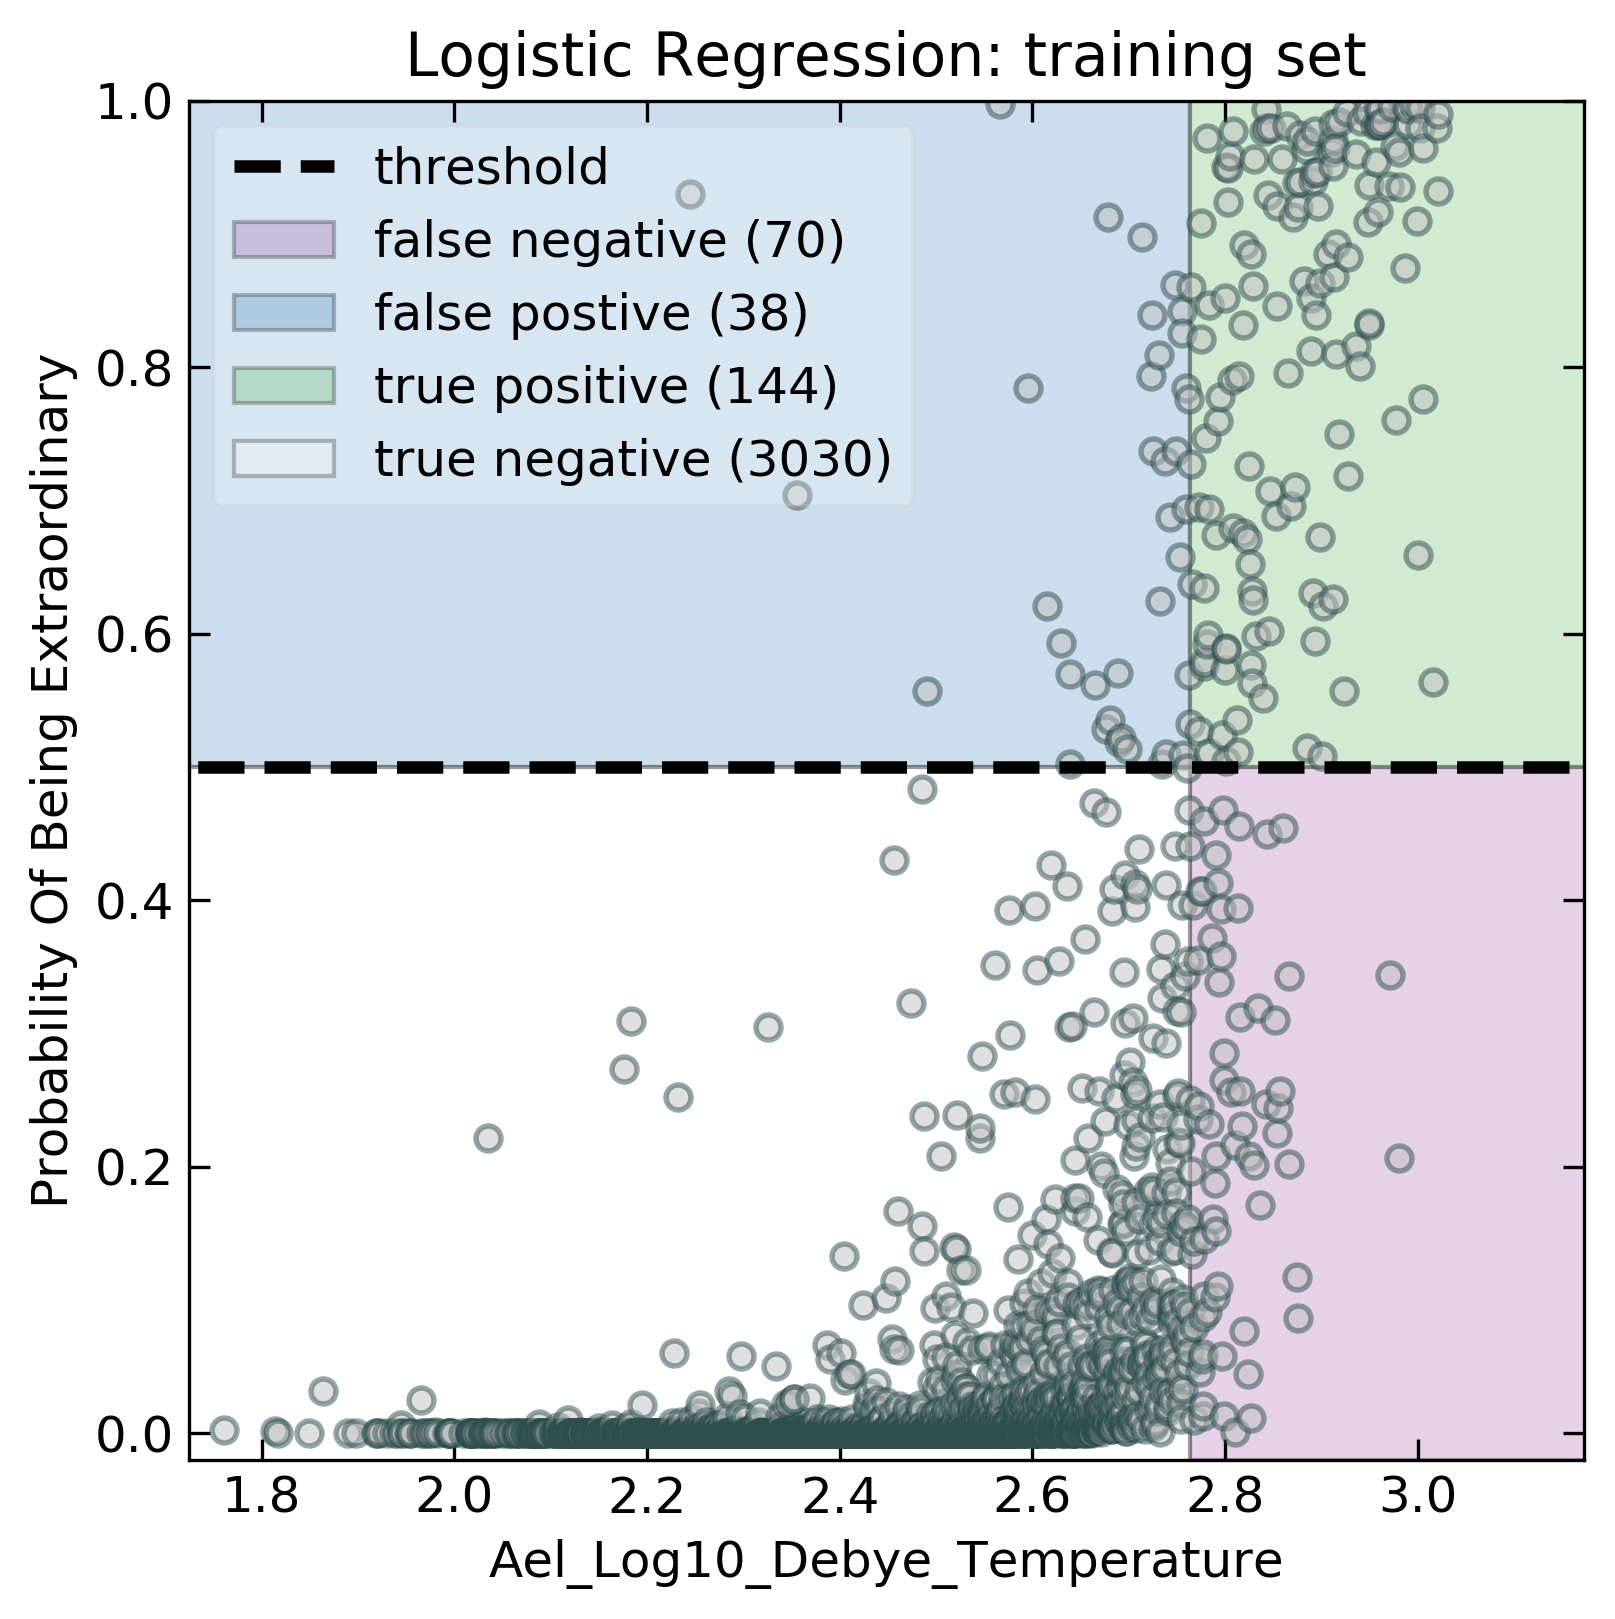 Logistic Regression: training set
1.0
0.8
0.6
0.4
0.2
0.0
Probability Of Being Extraordinary
threshold
false negative (70)
false postive (38)
true positive (144)
true negative (3030)
1.8 2.0 2.2 2.4 2.6 2.8 3.0
Ael_Log10_Debye_Temperature